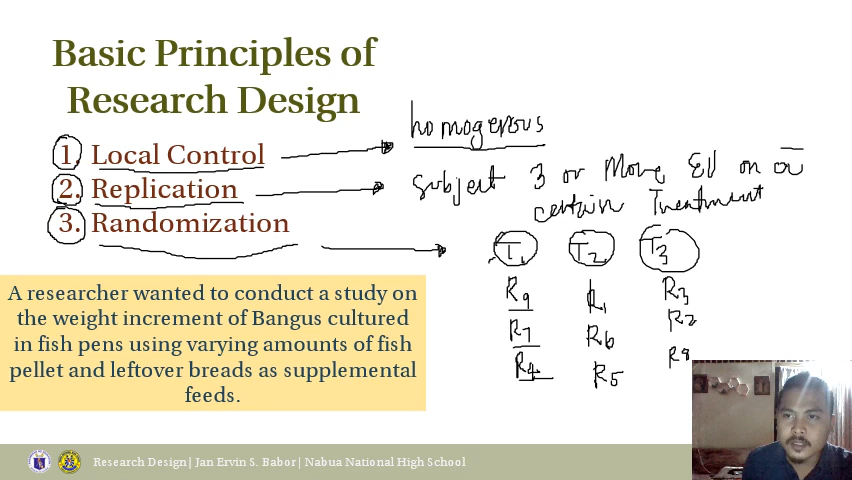 Basic Principles of
Research Design
1. Local Control
2. Replication
3. Randomization
homogenous
Subject 3 or More EU on a
certain Treatment
T1 T2 T3
R9 R1 R3
R7 R6 R2
R4 R5 R8
A researcher wanted to conduct a study on
the weight increment of Bangus cultured
in fish pens using varying amounts of fish
pellet and leftover breads as supplemental
feeds.
Research Design| Jan Ervin S. Babor| Nabua National High School